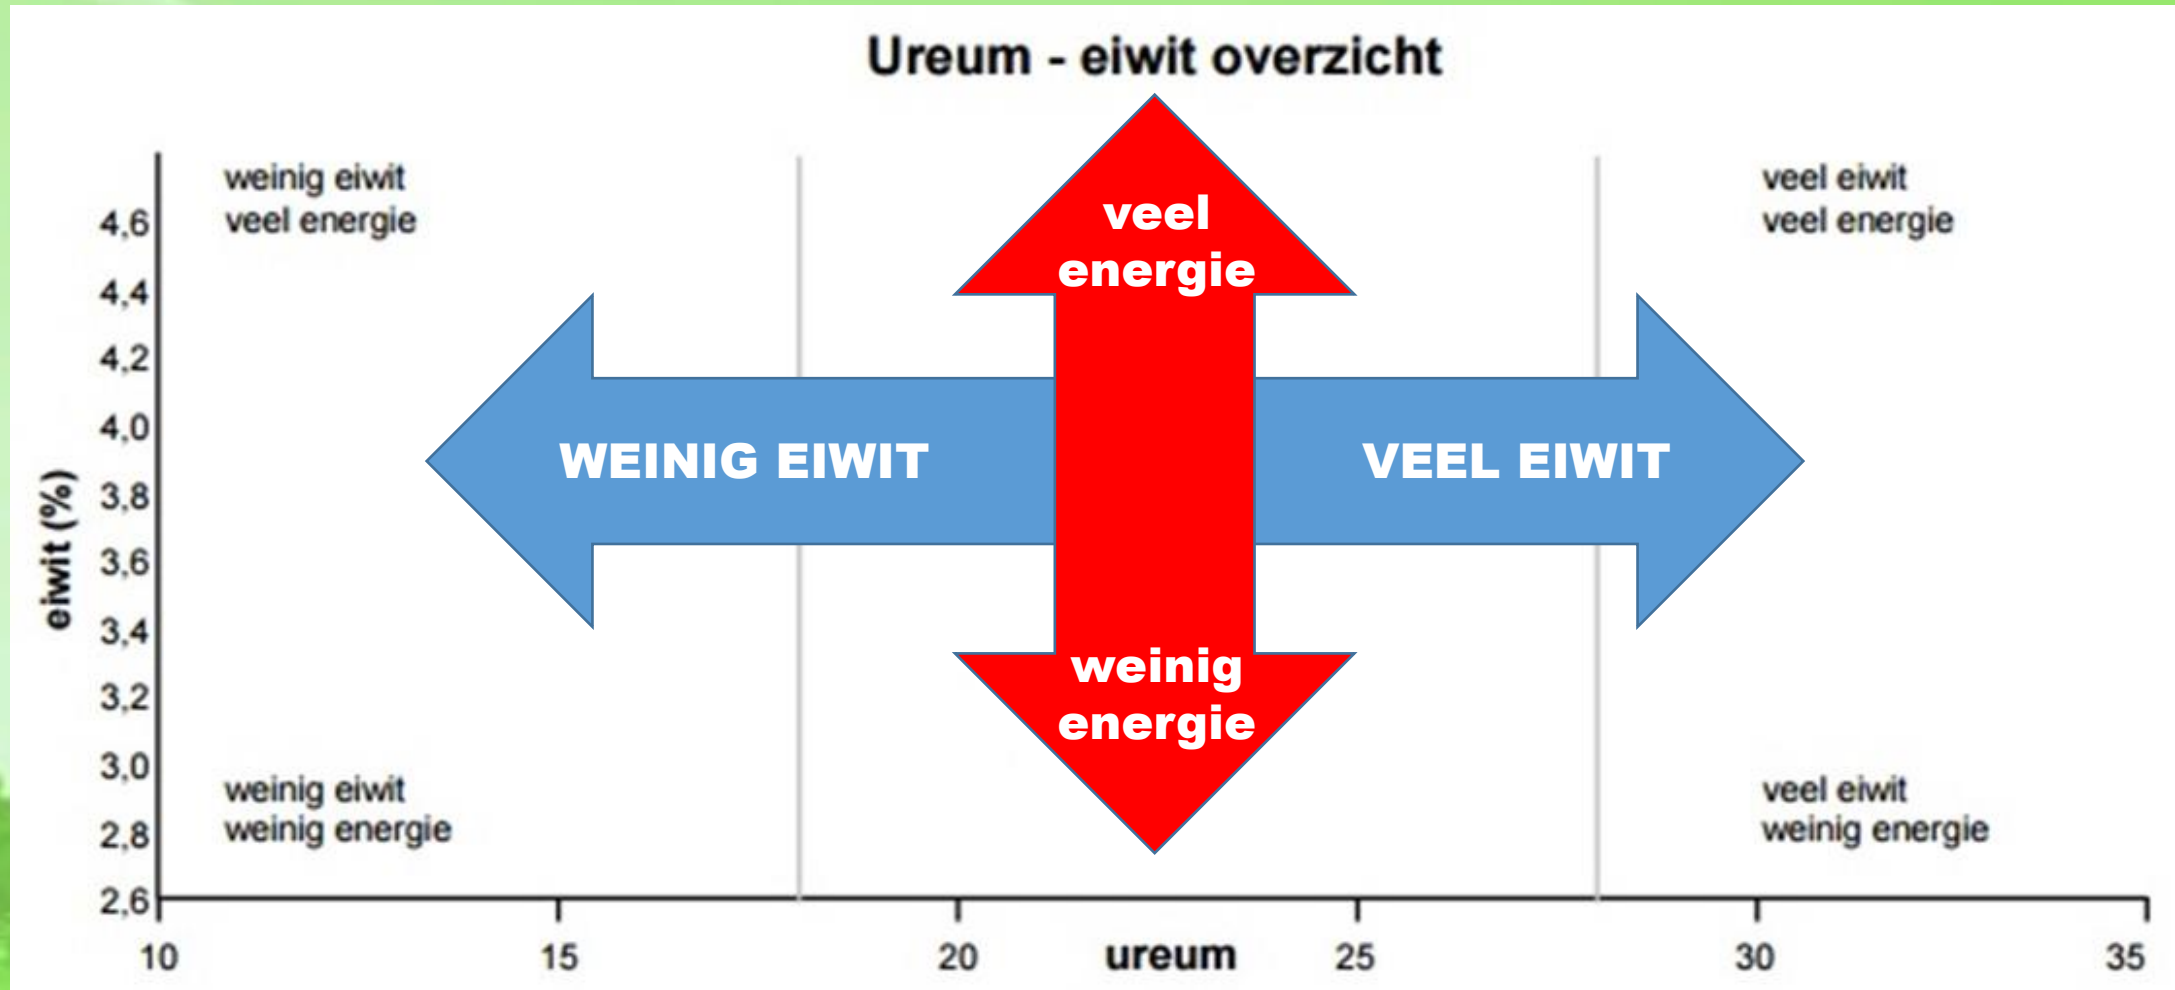 Ureum - eiwit overzicht
weinig eiwit
veel energie
veel eiwit
veel energie
veel
energie
WEINIG EIWIT
VEEL EIWIT
weinig
energie
weinig eiwit
weinig energie
veel eiwit
weinig energie
eiwit (%)
4,6
4,4
4,2
4,0
3,8
3,6
3,4
3,2
3,0
2,8
2,6
10
15
20
ureum
25
30
35